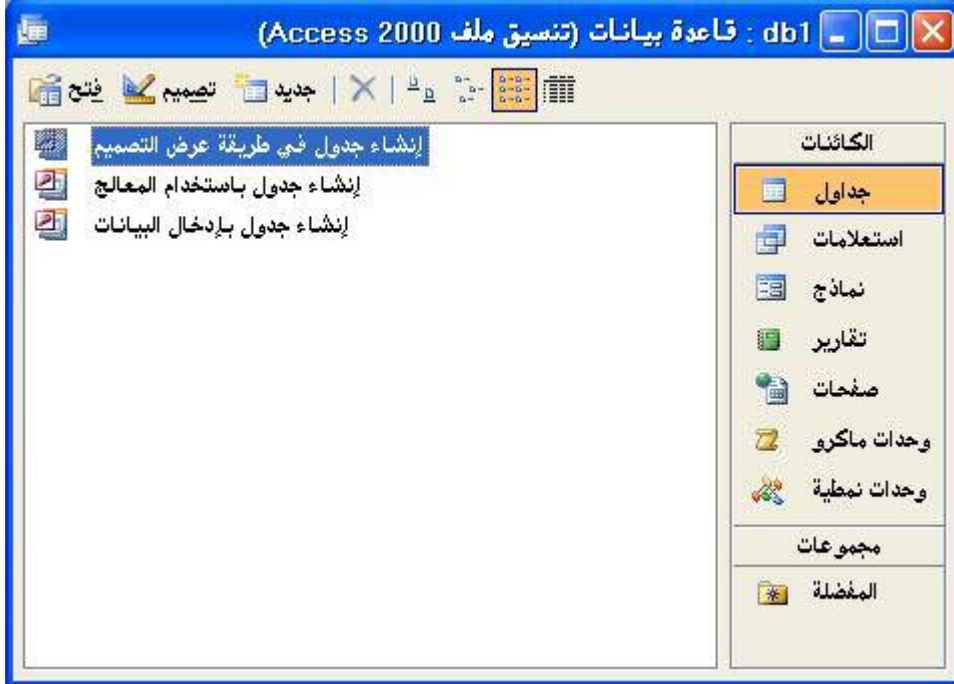 db1 : قاعدة بيانات (تنسيق ملف Access 2000)
فتح تصميم جديد
الكائنات
جداول
استعلامات
نماذج
تقارير
صفحات
وحدات ماكرو
وحدات نمطية
مجموعات
المفضلة
إنشاء جدول في طريقة عرض التصميم
إنشاء جدول باستخدام المعالج
إنشاء جدول بإدخال البيانات